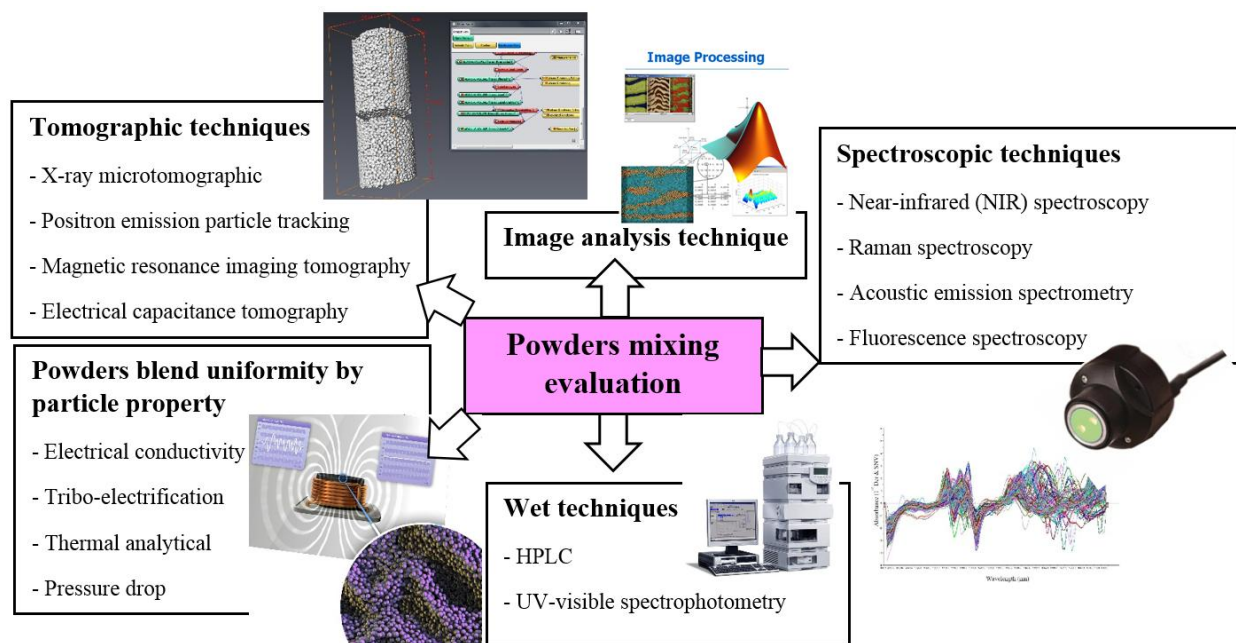 Image Processing
Tomographic techniques
- X-ray microtomographic
- Positron emission particle tracking
- Magnetic resonance imaging tomography
- Electrical capacitance tomography
Image analysis technique
Spectroscopic techniques
- Near-infrared (NIR) spectroscopy
- Raman spectroscopy
- Acoustic emission spectrometry
- Fluorescence spectroscopy
Powders mixing
evaluation
Powders blend uniformity by
particle property
- Electrical conductivity
- Tribo-electrification
- Thermal analytical
- Pressure drop
Wet techniques
- HPLC
- UV-visible spectrophotometry
Wavelength (nm)